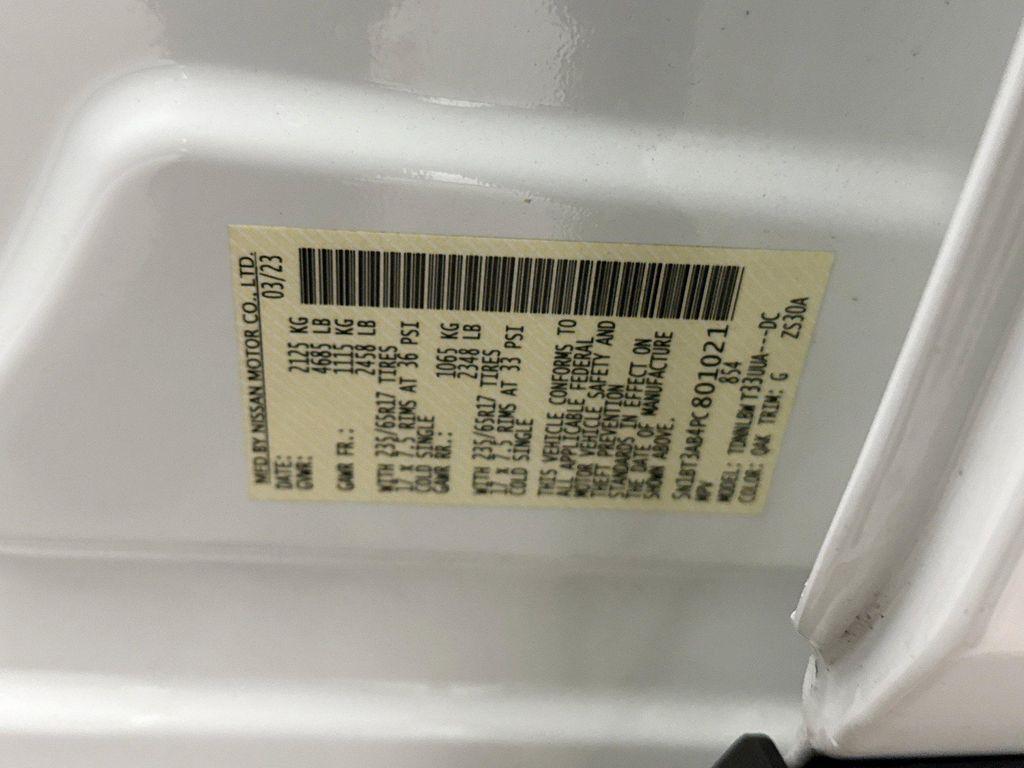 MFD BY NISSAN MOTOR CO., LTD.
DATE: 03/23
GVWR: 2125 KG
4685 LB
GAWR FR.: 1115 KG
2458 LB
WITH 235/65R17 TIRES
17 X 7.5 RIMS AT 36 PSI
COLD SINGLE
GAWR RR.: 1065 KG
2348 LB
WITH 235/65R17 TIRES
17 X 7.5 RIMS AT 33 PSI
COLD SINGLE
THIS VEHICLE CONFORMS TO
ALL APPLICABLE FEDERAL
MOTOR VEHICLE SAFETY AND
THEFT PREVENTION
STANDARDS IN EFFECT ON
THE DATE OF MANUFACTURE
SHOWN ABOVE.
5N1BT3AB4PC801021
MPV 854
MODEL: T33UUA---DC
COLOR: QAK TRIM: G ZS30A